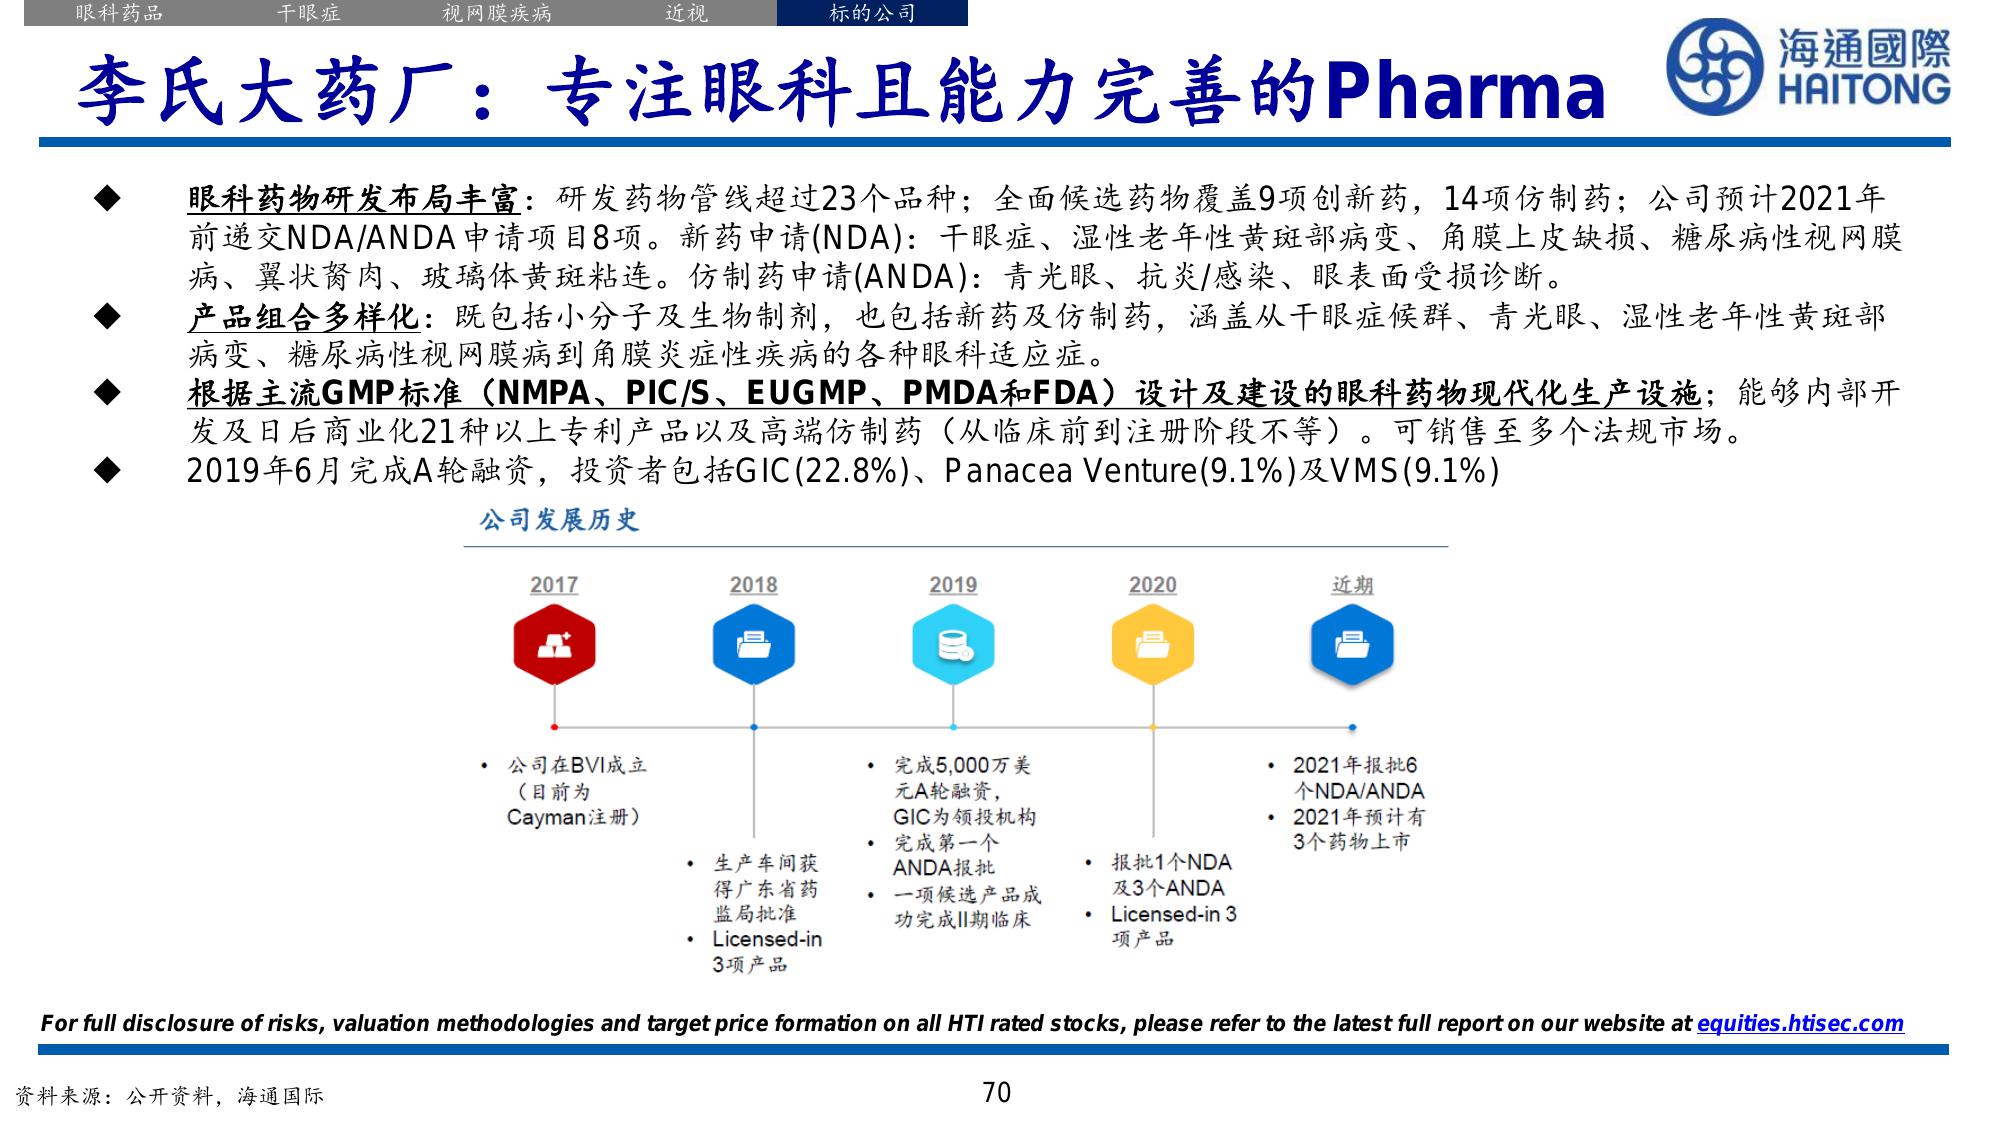 眼科药品 干眼症 视网膜疾病 近视 标的公司
李氏大药厂：专注眼科且能力完善的Pharma
海通國際
HAITONG
◆ 眼科药物研发布局丰富：研发药物管线超过23个品种；全面候选药物覆盖9项创新药，14项仿制药；公司预计2021年
前递交NDA/ANDA申请项目8项。新药申请(NDA)：干眼症、湿性老年性黄斑部病变、角膜上皮缺损、糖尿病性视网膜
病、翼状胬肉、玻璃体黄斑粘连。仿制药申请(ANDA)：青光眼、抗炎/感染、眼表面受损诊断。
◆ 产品组合多样化：既包括小分子及生物制剂，也包括新药及仿制药，涵盖从干眼症候群、青光眼、湿性老年性黄斑部
病变、糖尿病性视网膜病到角膜炎症性疾病的各种眼科适应症。
◆ 根据主流GMP标准（NMPA、PIC/S、EUGMP、PMDA和FDA）设计及建设的眼科药物现代化生产设施；能够内部开
发及日后商业化21种以上专利产品以及高端仿制药（从临床前到注册阶段不等）。可销售至多个法规市场。
◆ 2019年6月完成A轮融资，投资者包括GIC(22.8%)、Panacea Venture(9.1%)及VMS(9.1%)
公司发展历史
2017
2018
2019
2020
近期
• 公司在BVI成立
（目前为
Cayman注册）
• 生产车间获
得广东省药
监局批准
• Licensed-in
3项产品
• 完成5,000万美
元A轮融资，
GIC为领投机构
• 完成第一个
ANDA报批
• 一项候选产品成
功完成II期临床
• 报批1个NDA
及3个ANDA
• Licensed-in 3
项产品
• 2021年报批6
个NDA/ANDA
• 2021年预计有
3个药物上市
For full disclosure of risks, valuation methodologies and target price formation on all HTI rated stocks, please refer to the latest full report on our website at equities.htisec.com
资料来源：公开资料，海通国际
70